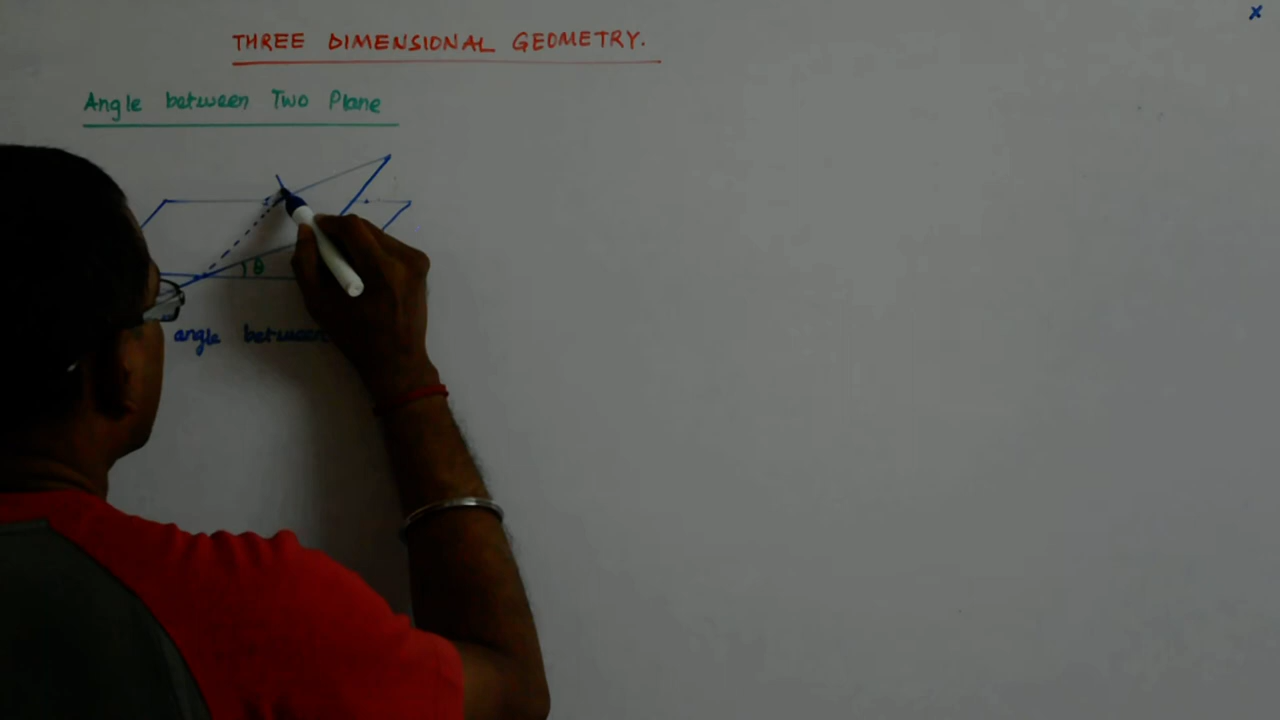 THREE DIMENSIONAL GEOMETRY.
Angle between Two Plane
θ
angle between
x